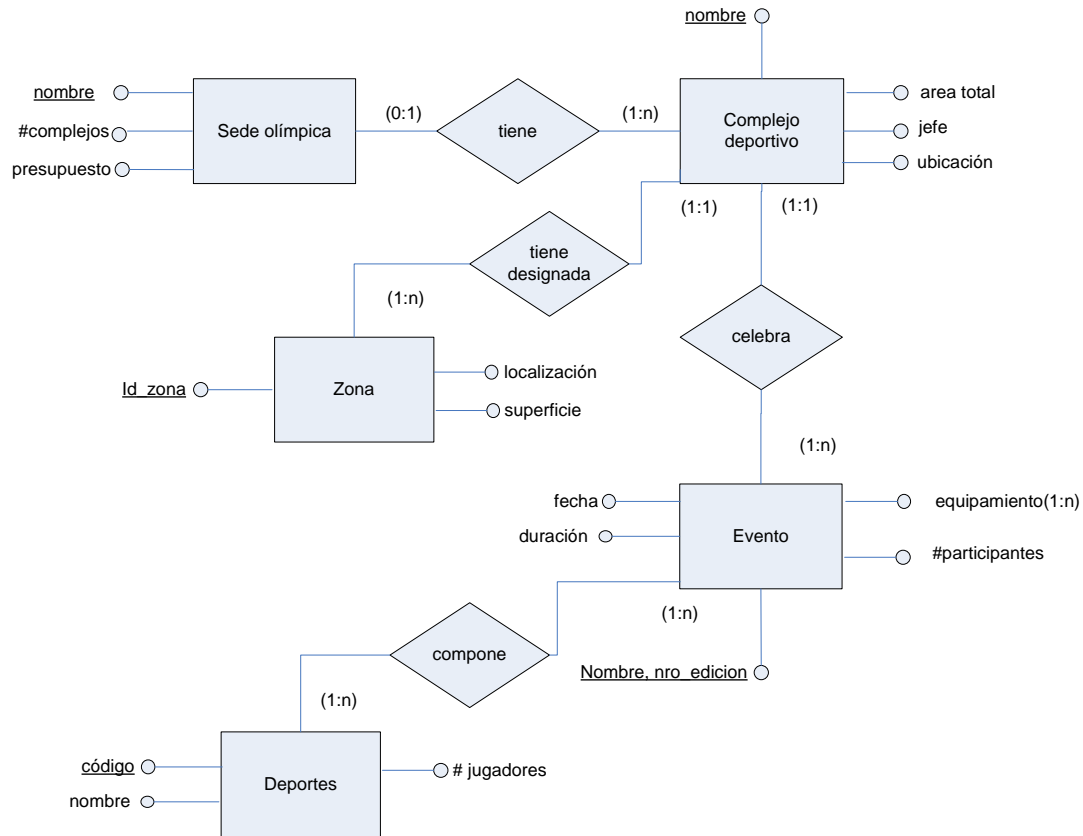 nombre
nombre
#complejos
presupuesto
Sede olímpica
(0:1)
tiene
(1:n)
Complejo
deportivo
area total
jefe
ubicación
(1:1)
(1:1)
tiene
designada
(1:n)
celebra
Id_zona
Zona
localización
superficie
(1:n)
fecha
duración
Evento
equipamiento(1:n)
#participantes
(1:n)
compone
Nombre, nro_edicion
(1:n)
código
nombre
Deportes
# jugadores